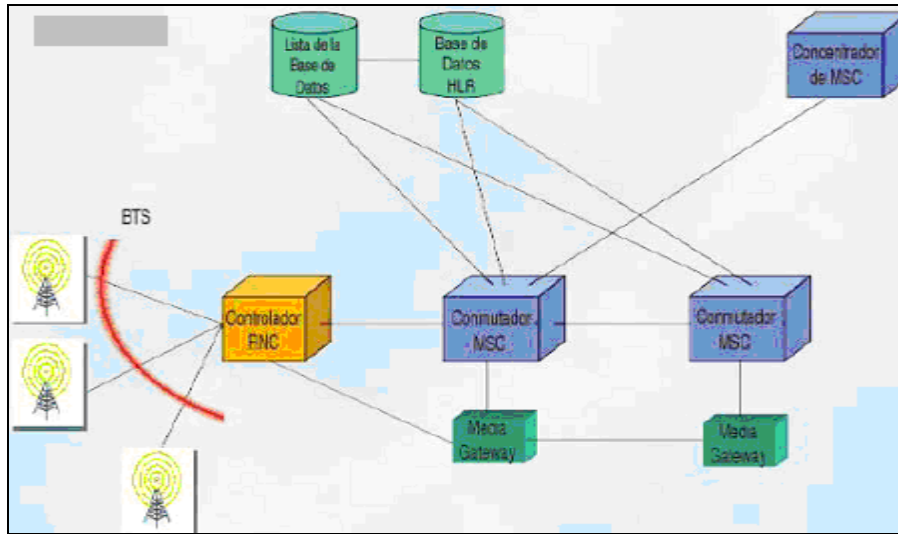 Lista de la
Base de
Datos
Base de
Datos
HLR
Concentrador
de MSC
BTS
Controlador
RNC
Conmutador
MSC
Conmutador
MSC
Media
Gateway
Media
Gateway